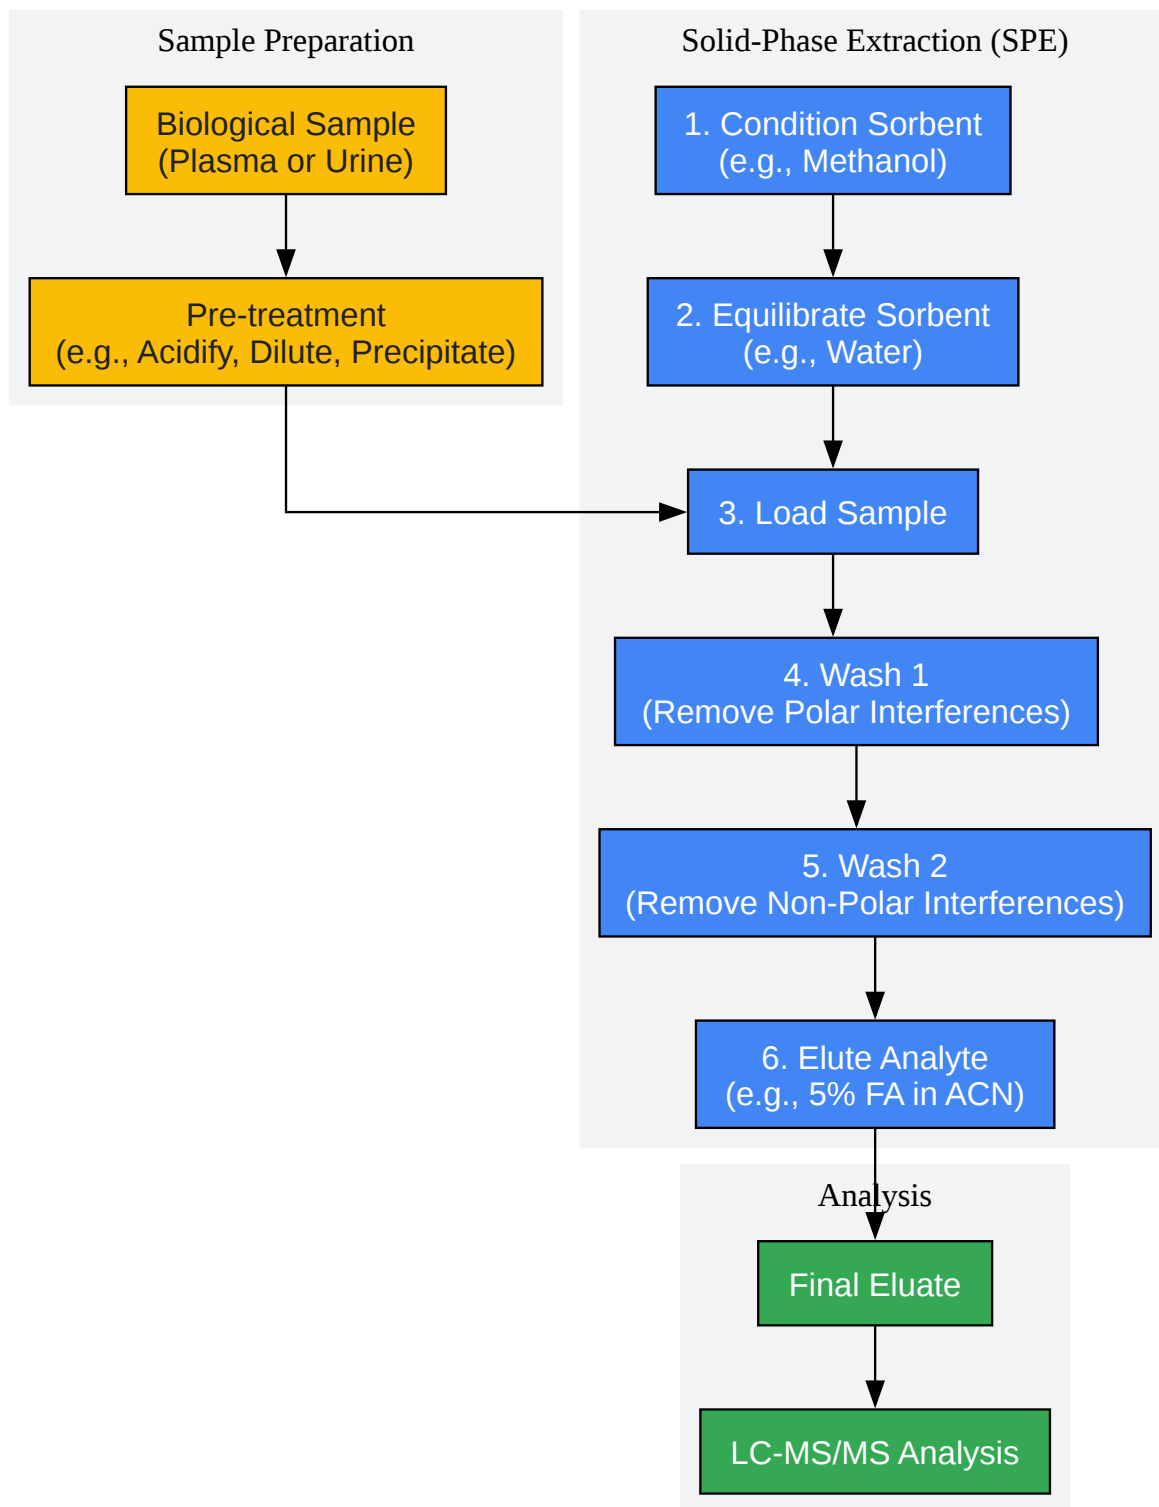 Sample Preparation
Biological Sample
(Plasma or Urine)
Pre-treatment
(e.g., Acidify, Dilute, Precipitate)
Solid-Phase Extraction (SPE)
1. Condition Sorbent
(e.g., Methanol)
2. Equilibrate Sorbent
(e.g., Water)
3. Load Sample
4. Wash 1
(Remove Polar Interferences)
5. Wash 2
(Remove Non-Polar Interferences)
6. Elute Analyte
(e.g., 5% FA in ACN)
Analysis
Final Eluate
LC-MS/MS Analysis